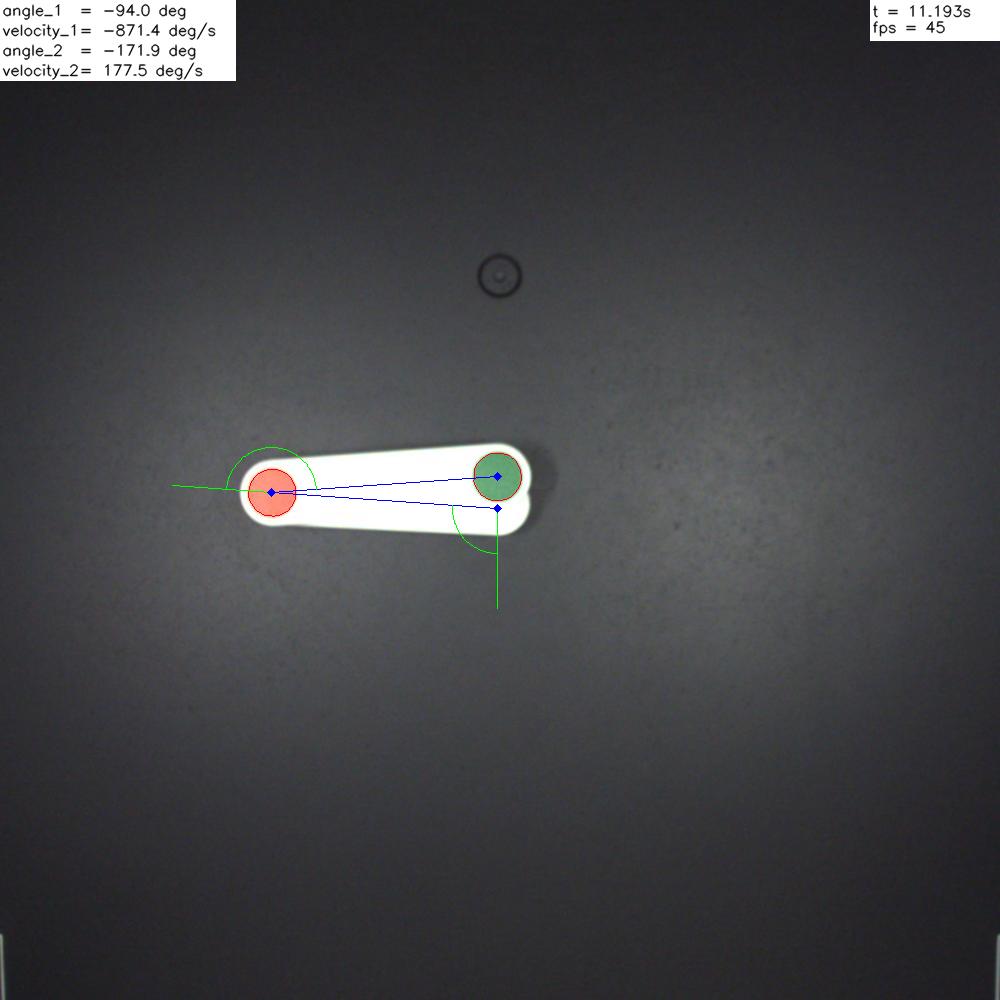 angle_1 = -94.0 deg
velocity_1= -871.4 deg/s
angle_2 = -171.9 deg
velocity_2= 177.5 deg/s
t = 11.193s
fps = 45